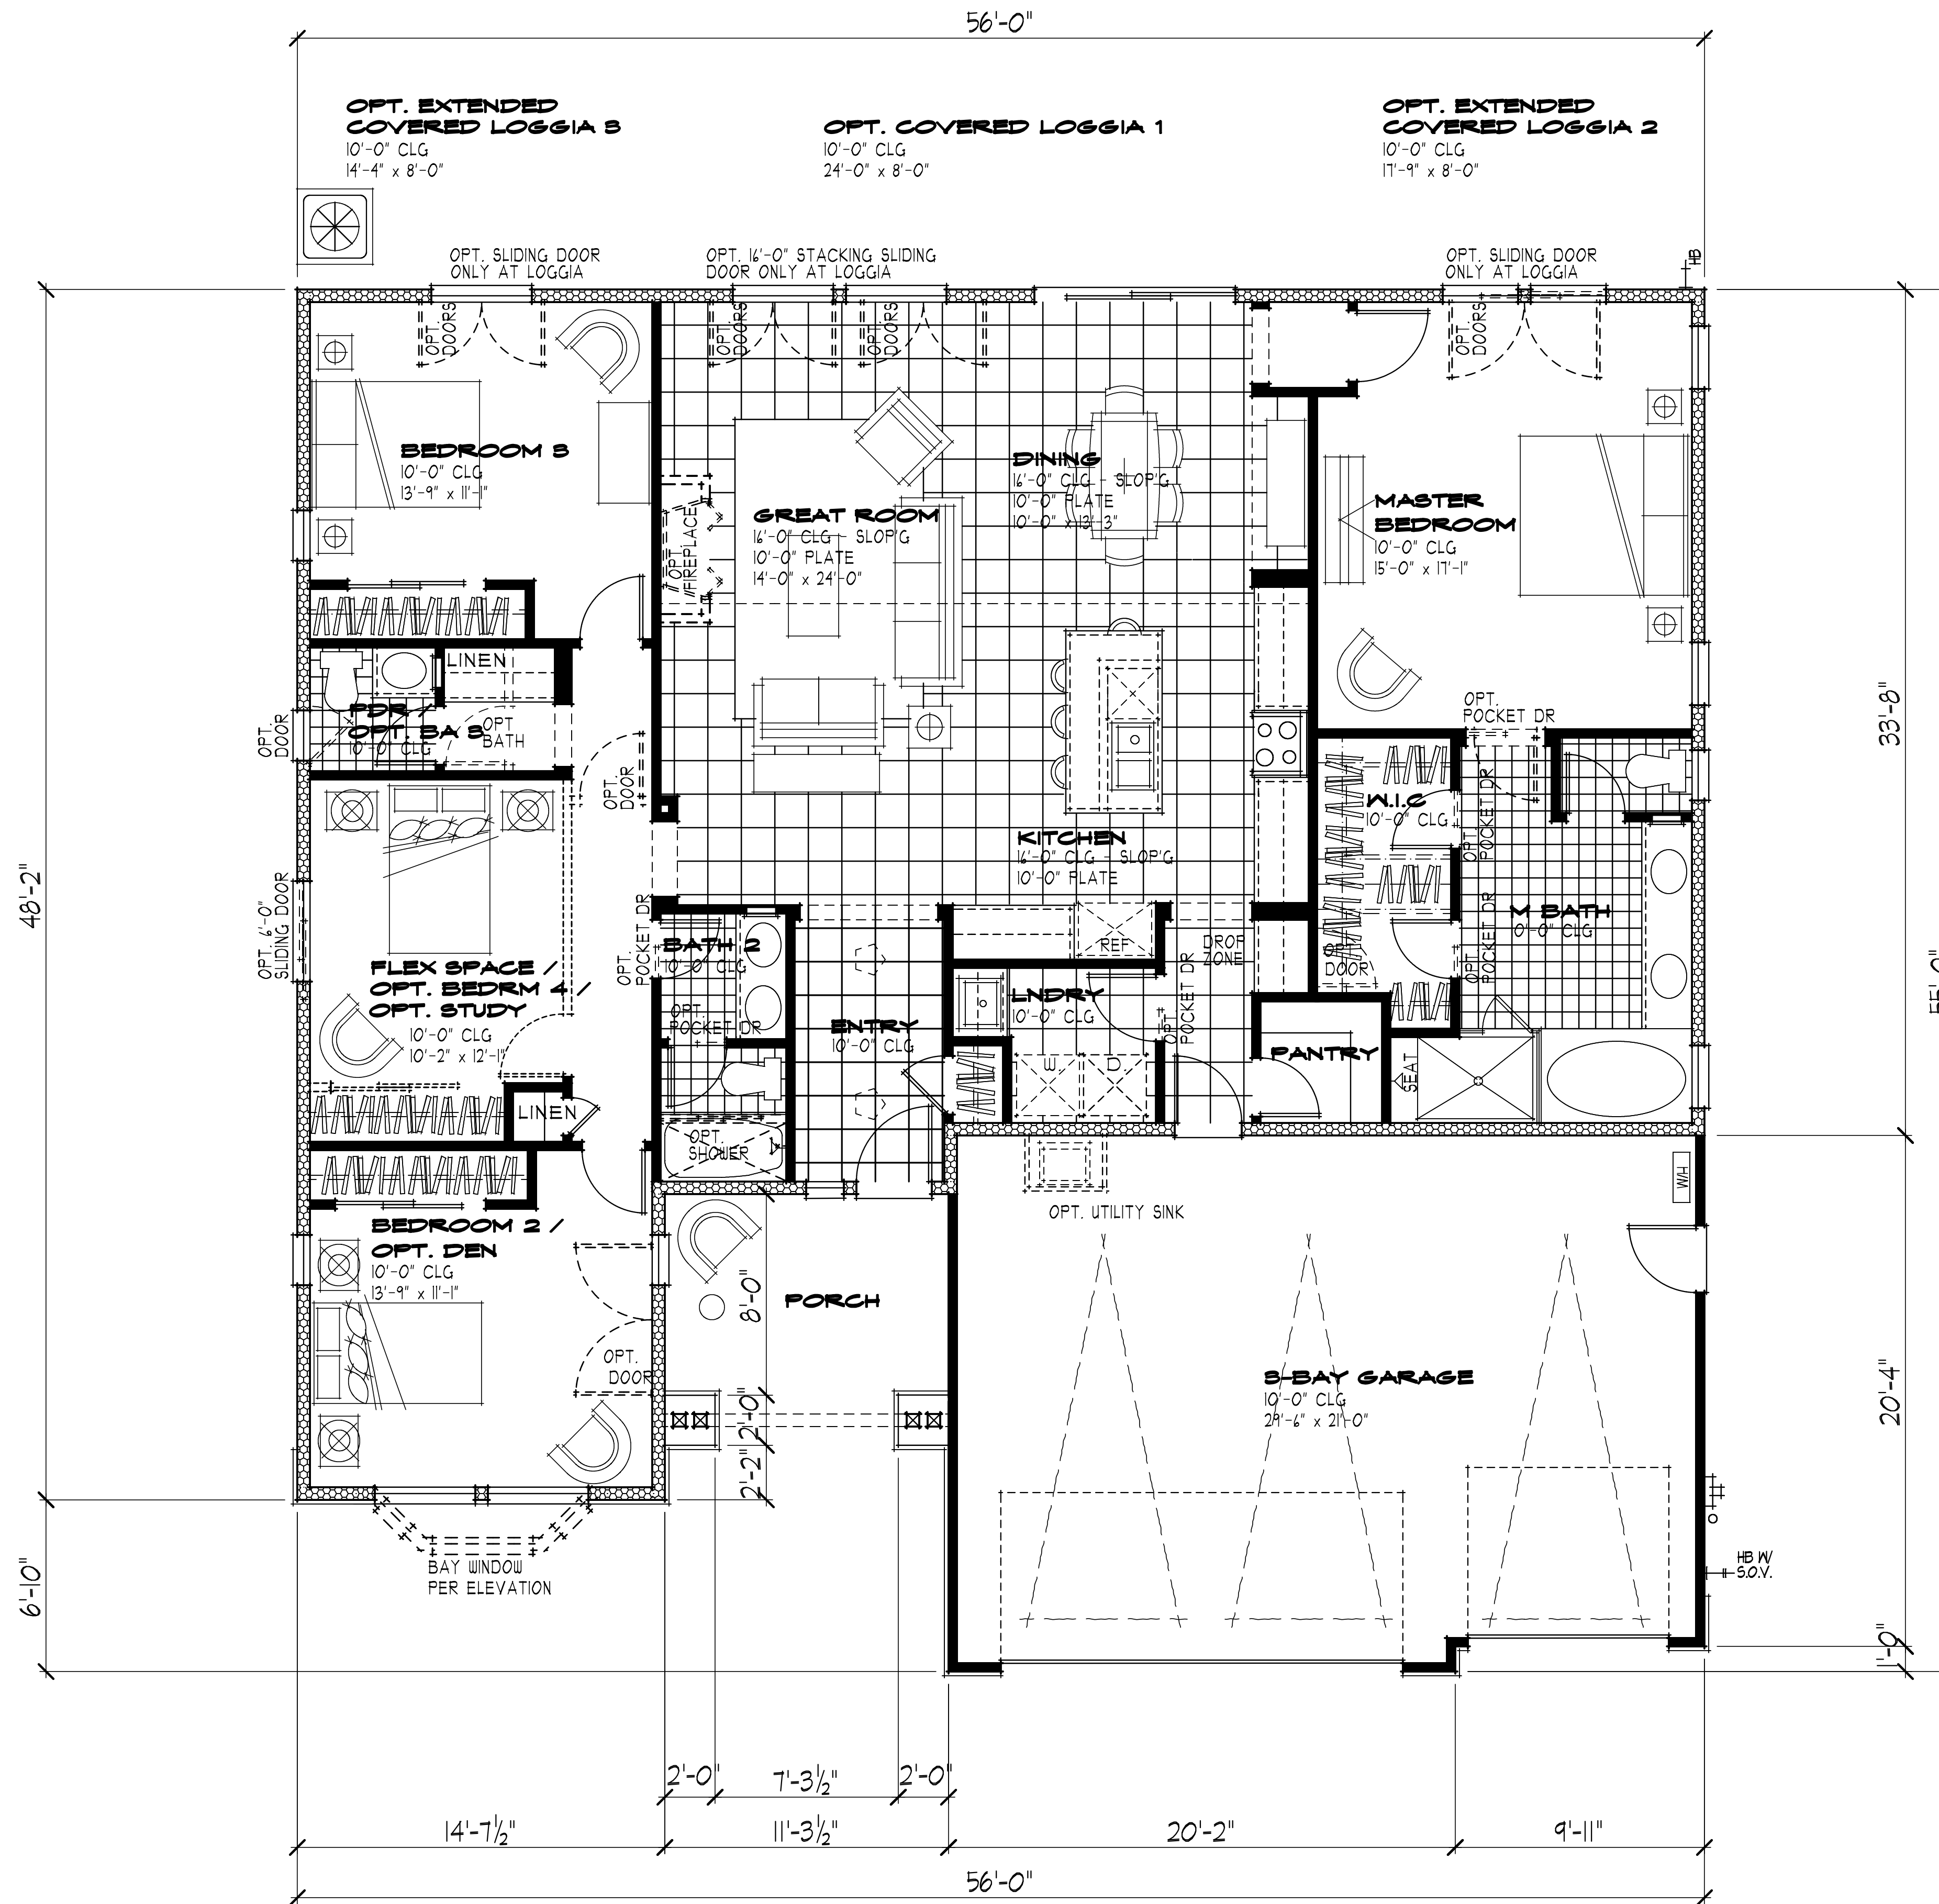 56'-0"
OPT. EXTENDED
COVERED LOGGIA 3
10'-0" CLG
14'-4" x 8'-0"
OPT. COVERED LOGGIA 1
10'-0" CLG
24'-0" x 8'-0"
OPT. EXTENDED
COVERED LOGGIA 2
10'-0" CLG
17'-9" x 8'-0"
OPT. SLIDING DOOR
ONLY AT LOGGIA
OPT. 16'-0" STACKING SLIDING
DOOR ONLY AT LOGGIA
OPT. SLIDING DOOR
ONLY AT LOGGIA
HB
OPT.
DOORS
OPT.
DOORS
OPT.
DOORS
OPT.
DOORS
BEDROOM 3
10'-0" CLG
13'-9" x 11'-1"
GREAT ROOM
16'-0" CLG - SLOP'G
10'-0" PLATE
14'-0" x 24'-0"
OPT.
FIREPLACE
DINING
16'-0" CLG - SLOP'G
10'-0" PLATE
10'-0" x 13'-3"
MASTER
BEDROOM
10'-0" CLG
15'-0" x 17'-1"
33'-8"
48'-2"
55'-0"
LINEN
PDR /
OPT. BA 3
10'-0" CLG
OPT
BATH
OPT.
DOOR
OPT.
DOOR
OPT.
POCKET DR
W.I.C
10'-0" CLG
OPT.
POCKET DR
OPT.
POCKET DR
KITCHEN
16'-0" CLG - SLOP'G
10'-0" PLATE
OPT. 6'-0"
SLIDING DOOR
OPT.
POCKET DR
BATH 2
10'-0" CLG
REF
DROP
ZONE
OPT
DOOR
M BATH
10'-0" CLG
FLEX SPACE /
OPT. BEDRM 4 /
OPT. STUDY
10'-0" CLG
10'-2" x 12'-1"
OPT.
POCKET DR
ENTRY
10'-0" CLG
LNDRY
10'-0" CLG
OPT.
POCKET DR
PANTRY
SEAT
W.
D.
LINEN
OPT.
SHOWER
W/H
OPT. UTILITY SINK
BEDROOM 2 /
OPT. DEN
10'-0" CLG
13'-9" x 11'-1"
PORCH
8'-0"
2'-0"
2'-2"
OPT.
DOOR
3-BAY GARAGE
10'-0" CLG
29'-6" x 21'-0"
20'-4"
BAY WINDOW
PER ELEVATION
6'-10"
HB W/
S.O.V.
1'-0"
2'-0"
7'-3½"
2'-0"
14'-7½"
11'-3½"
20'-2"
9'-11"
56'-0"